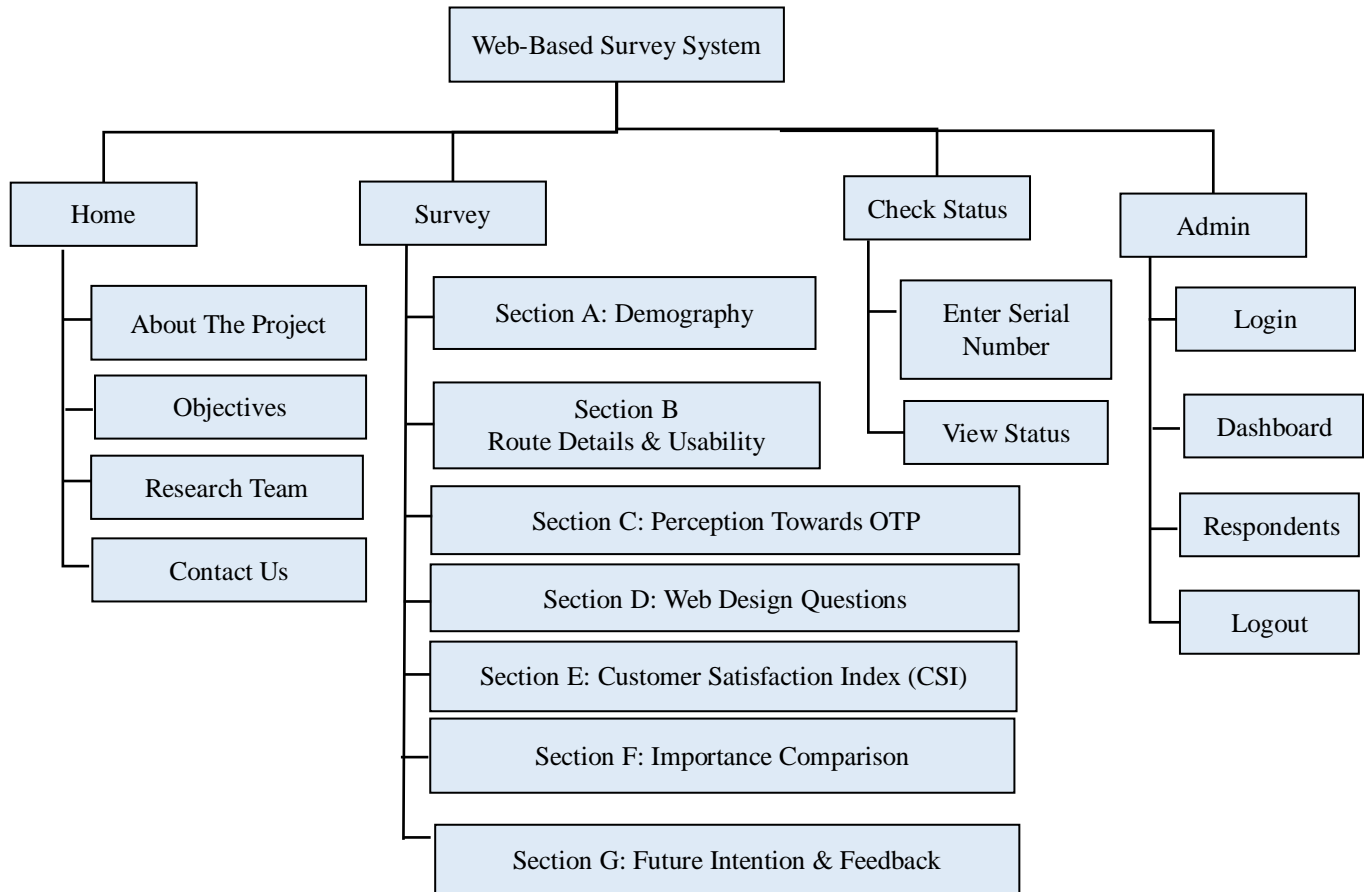 Web-Based Survey System
Home
Survey
Check Status
Admin
About The Project
Objectives
Research Team
Contact Us
Section A: Demography
Section B
Route Details & Usability
Section C: Perception Towards OTP
Section D: Web Design Questions
Section E: Customer Satisfaction Index (CSI)
Section F: Importance Comparison
Section G: Future Intention & Feedback
Enter Serial
Number
View Status
Login
Dashboard
Respondents
Logout